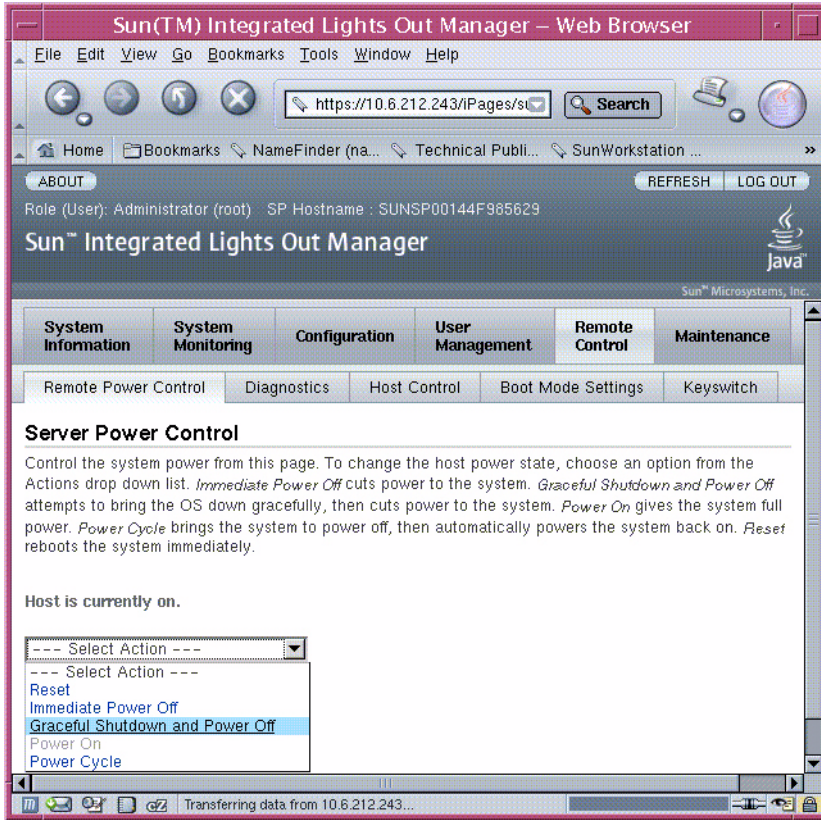 Sun(TM) Integrated Lights Out Manager – Web Browser
File Edit View Go Bookmarks Tools Window Help
https://10.6.212.243/iPages/su
Search
Home Bookmarks NameFinder (na... Technical Publi... SunWorkstation ... »
ABOUT REFRESH LOG OUT
Role (User): Administrator (root) SP Hostname : SUNSP00144F985629
Sun™ Integrated Lights Out Manager
Java™
Sun™ Microsystems, Inc.
System Information System Monitoring Configuration User Management Remote Control Maintenance
Remote Power Control Diagnostics Host Control Boot Mode Settings Keyswitch
Server Power Control
Control the system power from this page. To change the host power state, choose an option from the
Actions drop down list. Immediate Power Off cuts power to the system. Graceful Shutdown and Power Off
attempts to bring the OS down gracefully, then cuts power to the system. Power On gives the system full
power. Power Cycle brings the system to power off, then automatically powers the system back on. Reset
reboots the system immediately.
Host is currently on.
--- Select Action ---
--- Select Action ---
Reset
Immediate Power Off
Graceful Shutdown and Power Off
Power On
Power Cycle
Transferring data from 10.6.212.243...